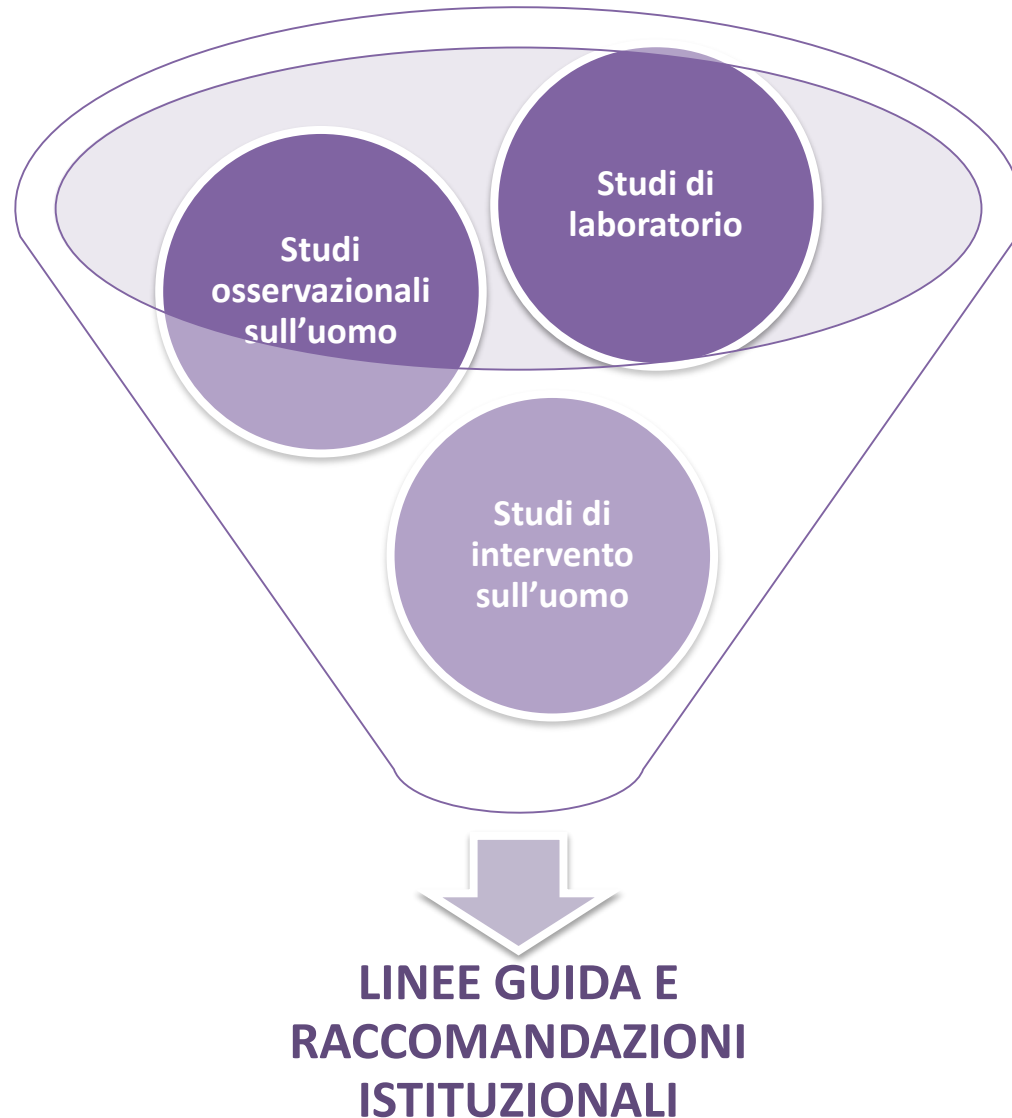 Studi di
laboratorio
Studi
osservazionali
sull’uomo
Studi di
intervento
sull’uomo
LINEE GUIDA E
RACCOMANDAZIONI
ISTITUZIONALI